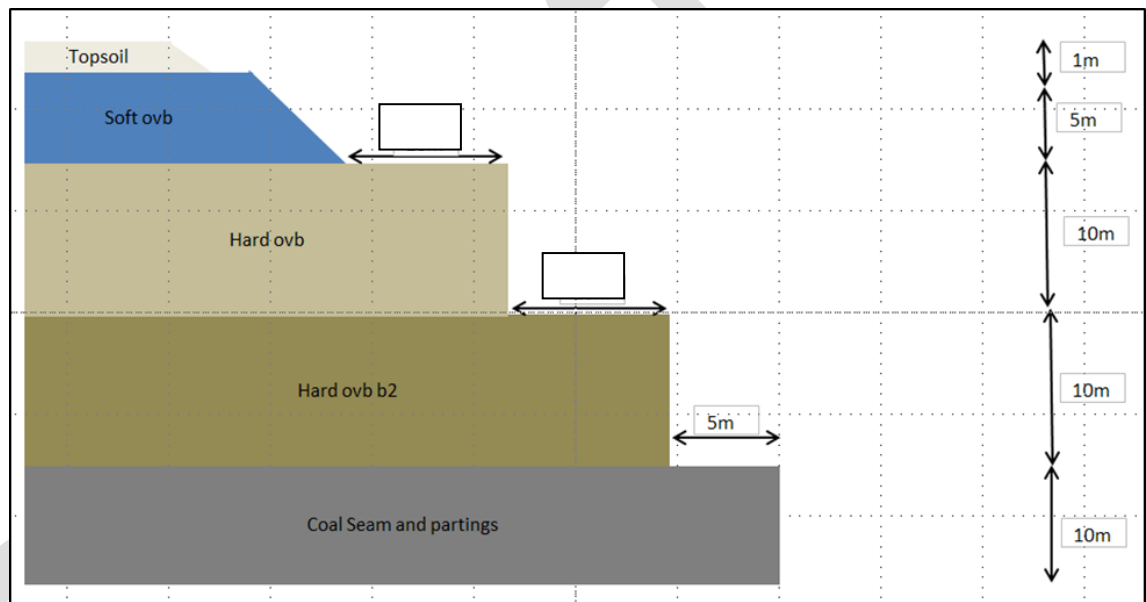 Topsoil
1m
Soft ovb
5m
Hard ovb
10m
Hard ovb b2
10m
5m
Coal Seam and partings
10m